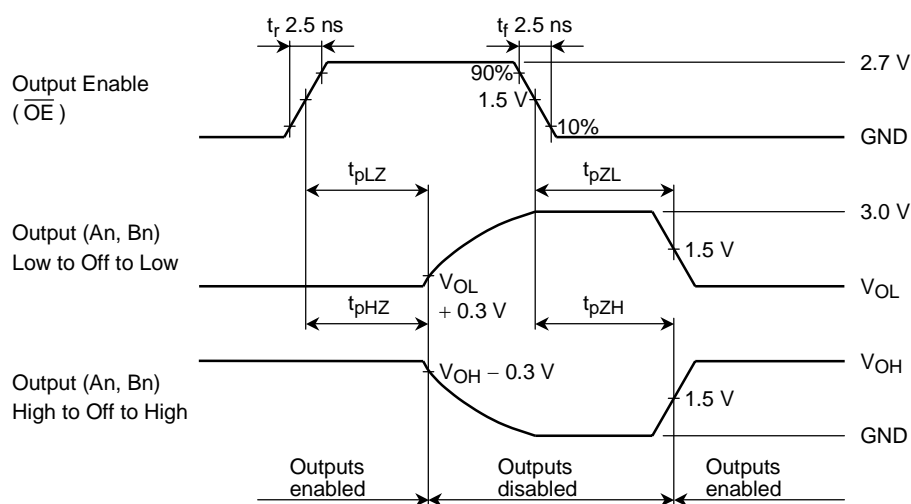 tr 2.5 ns
tf 2.5 ns
Output Enable
( OE )
90%
1.5 V
10%
2.7 V
GND
tpLZ
tpZL
3.0 V
Output (An, Bn)
Low to Off to Low
1.5 V
VOL
+ 0.3 V
VOL
tpHZ
tpZH
Output (An, Bn)
High to Off to High
VOH − 0.3 V
VOH
1.5 V
GND
Outputs
enabled
Outputs
disabled
Outputs
enabled